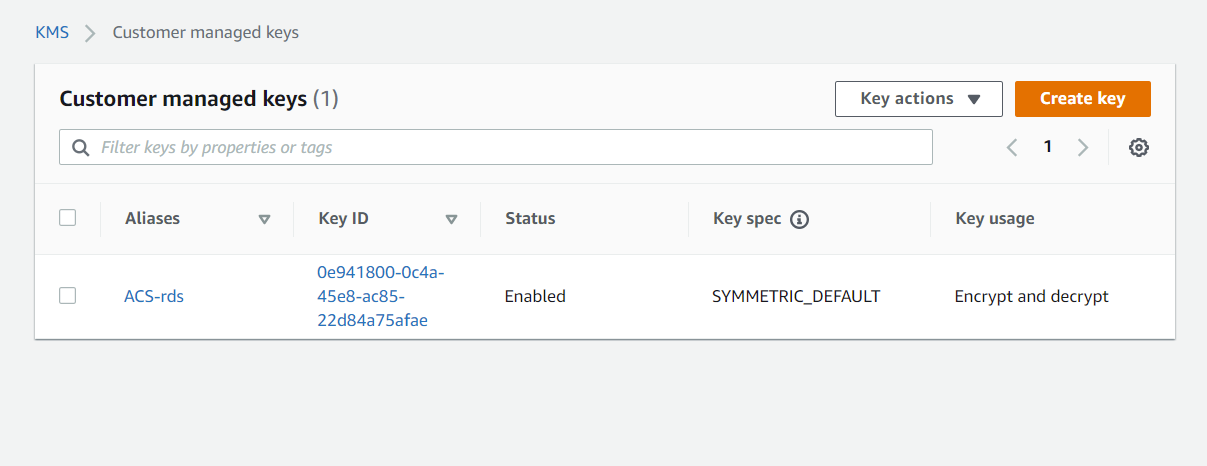 KMS > Customer managed keys
Customer managed keys (1)
Key actions
Create key
Filter keys by properties or tags
1
Aliases Key ID Status Key spec Key usage
ACS-rds 0e941800-0c4a- Enabled SYMMETRIC_DEFAULT Encrypt and decrypt
45e8-ac85-
22d84a75afae